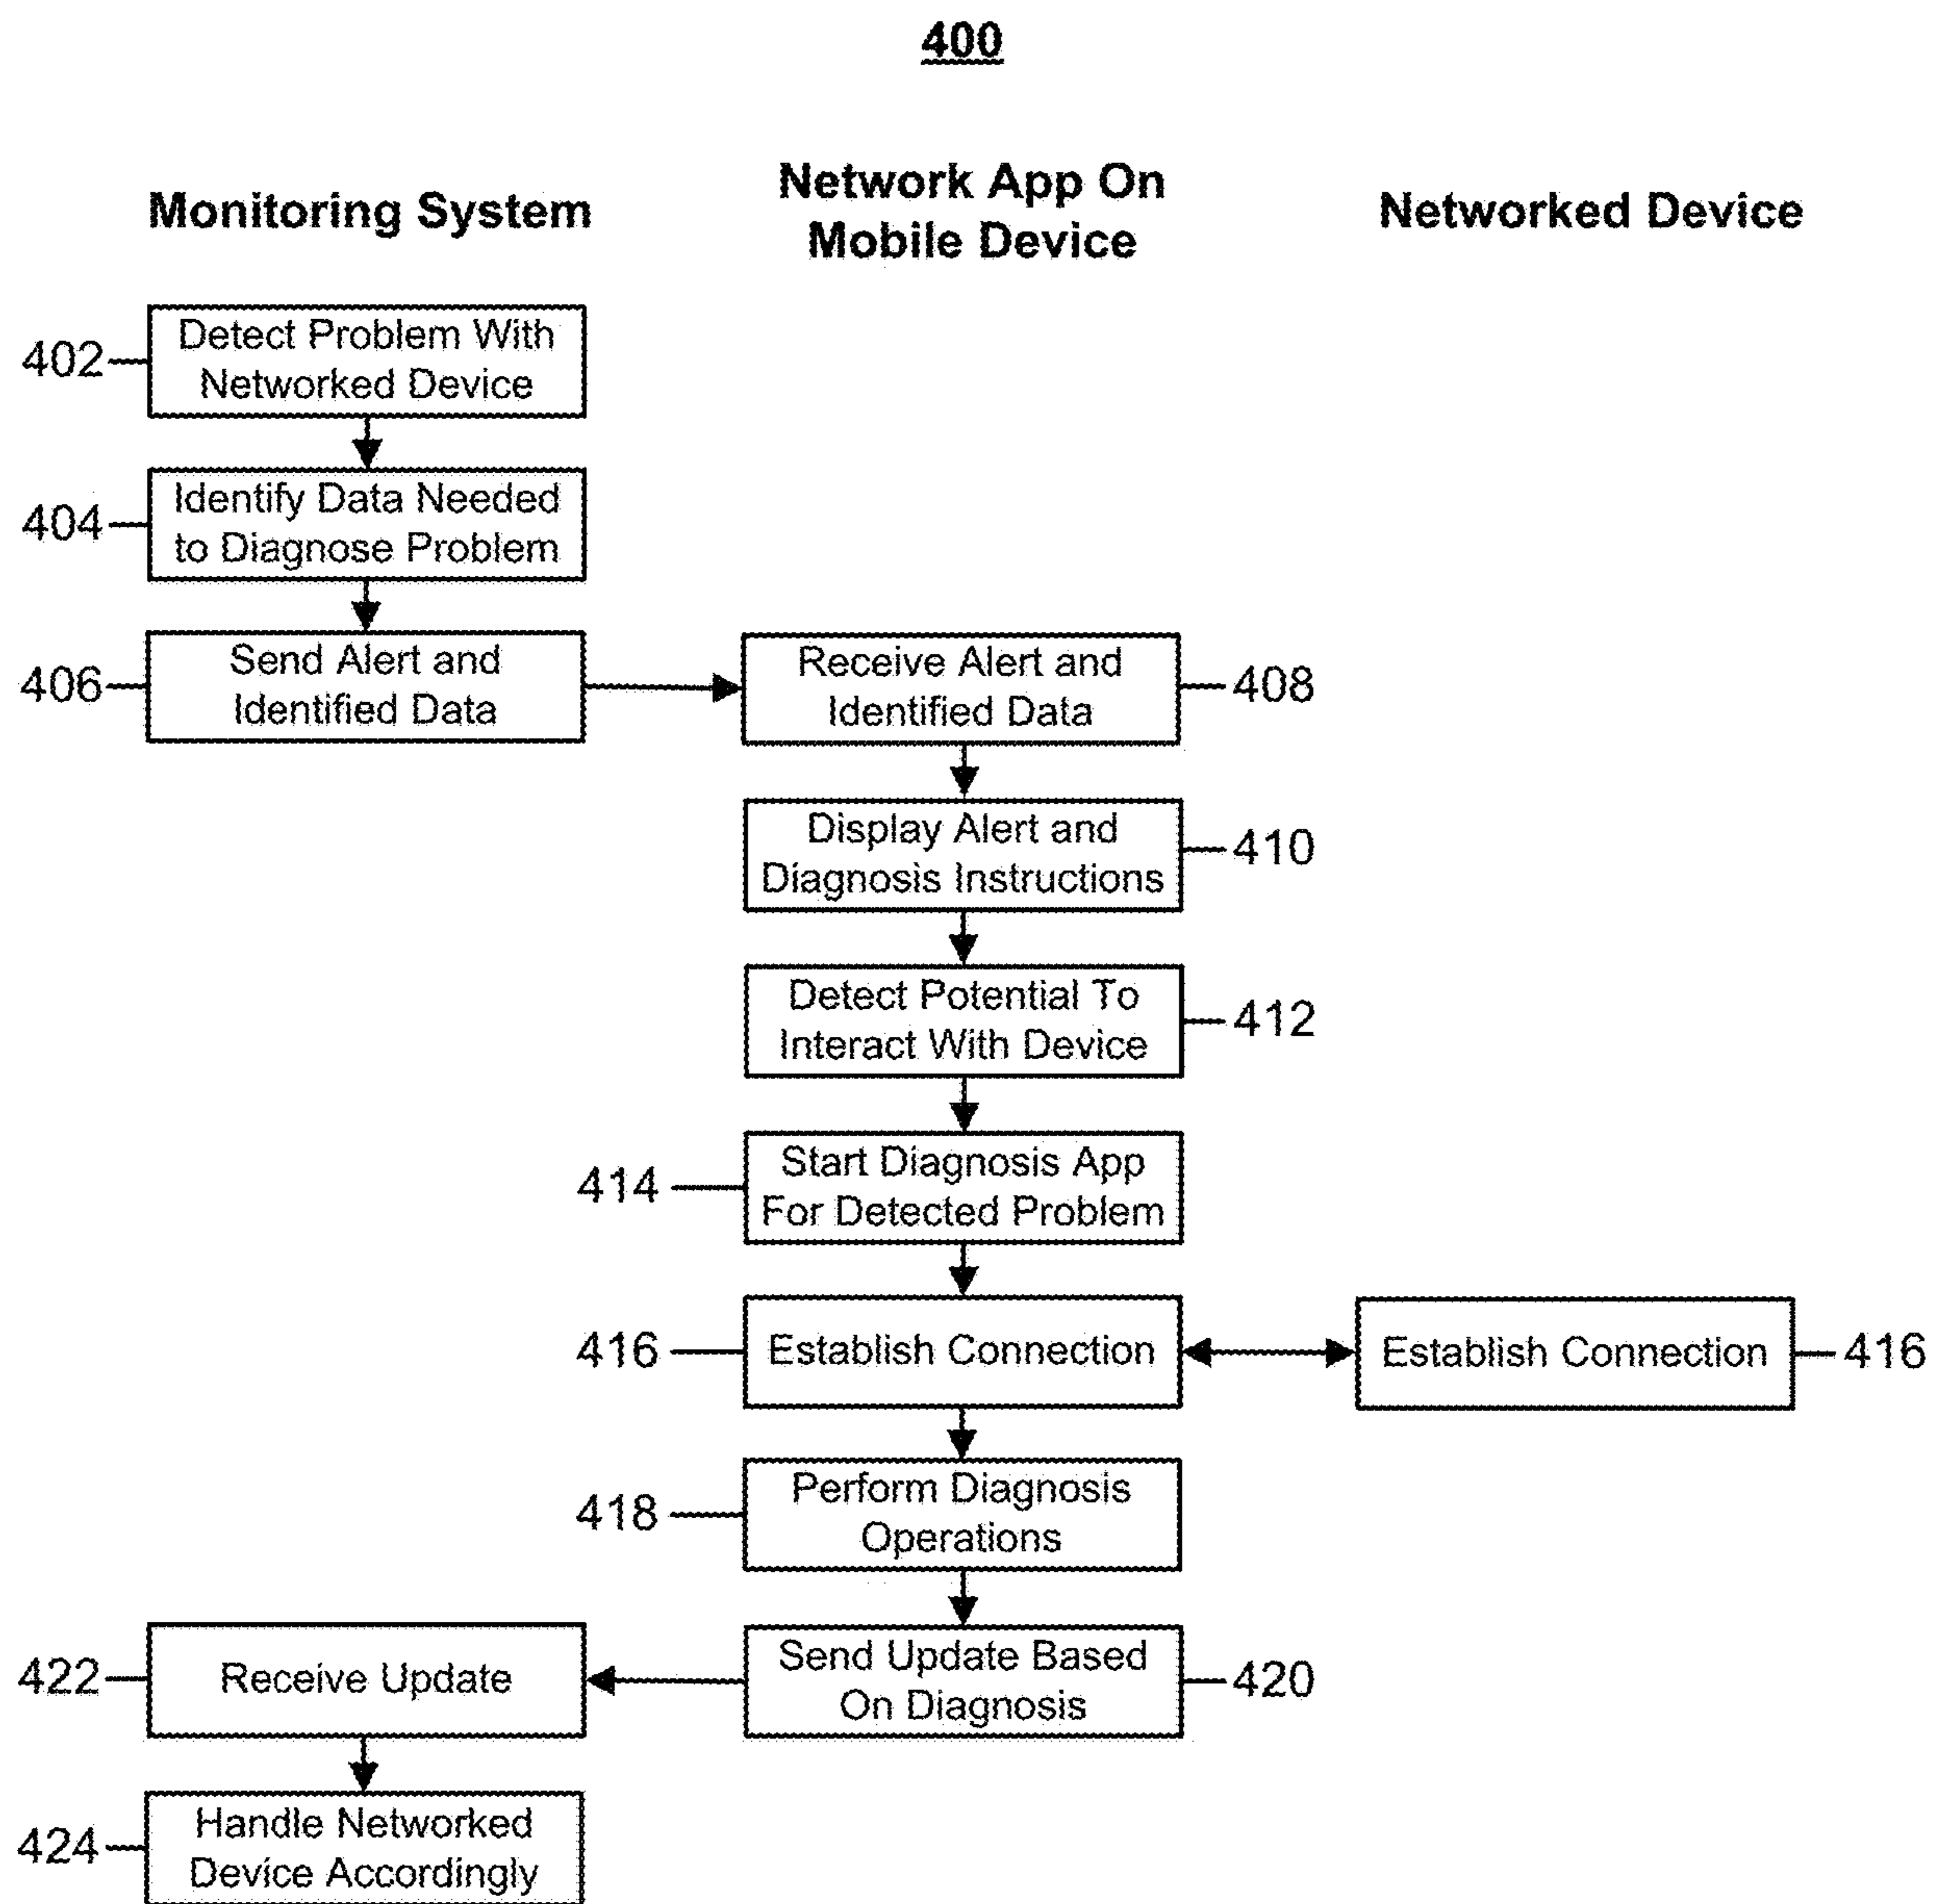 400
Monitoring System
Network App On
Mobile Device
Networked Device
402
Detect Problem With
Networked Device
404
Identify Data Needed
to Diagnose Problem
406
Send Alert and
Identified Data
Receive Alert and
Identified Data
408
Display Alert and
Diagnosis Instructions
410
Detect Potential To
Interact With Device
412
414
Start Diagnosis App
For Detected Problem
416
Establish Connection
Establish Connection
416
418
Perform Diagnosis
Operations
Send Update Based
On Diagnosis
420
422
Receive Update
424
Handle Networked
Device Accordingly